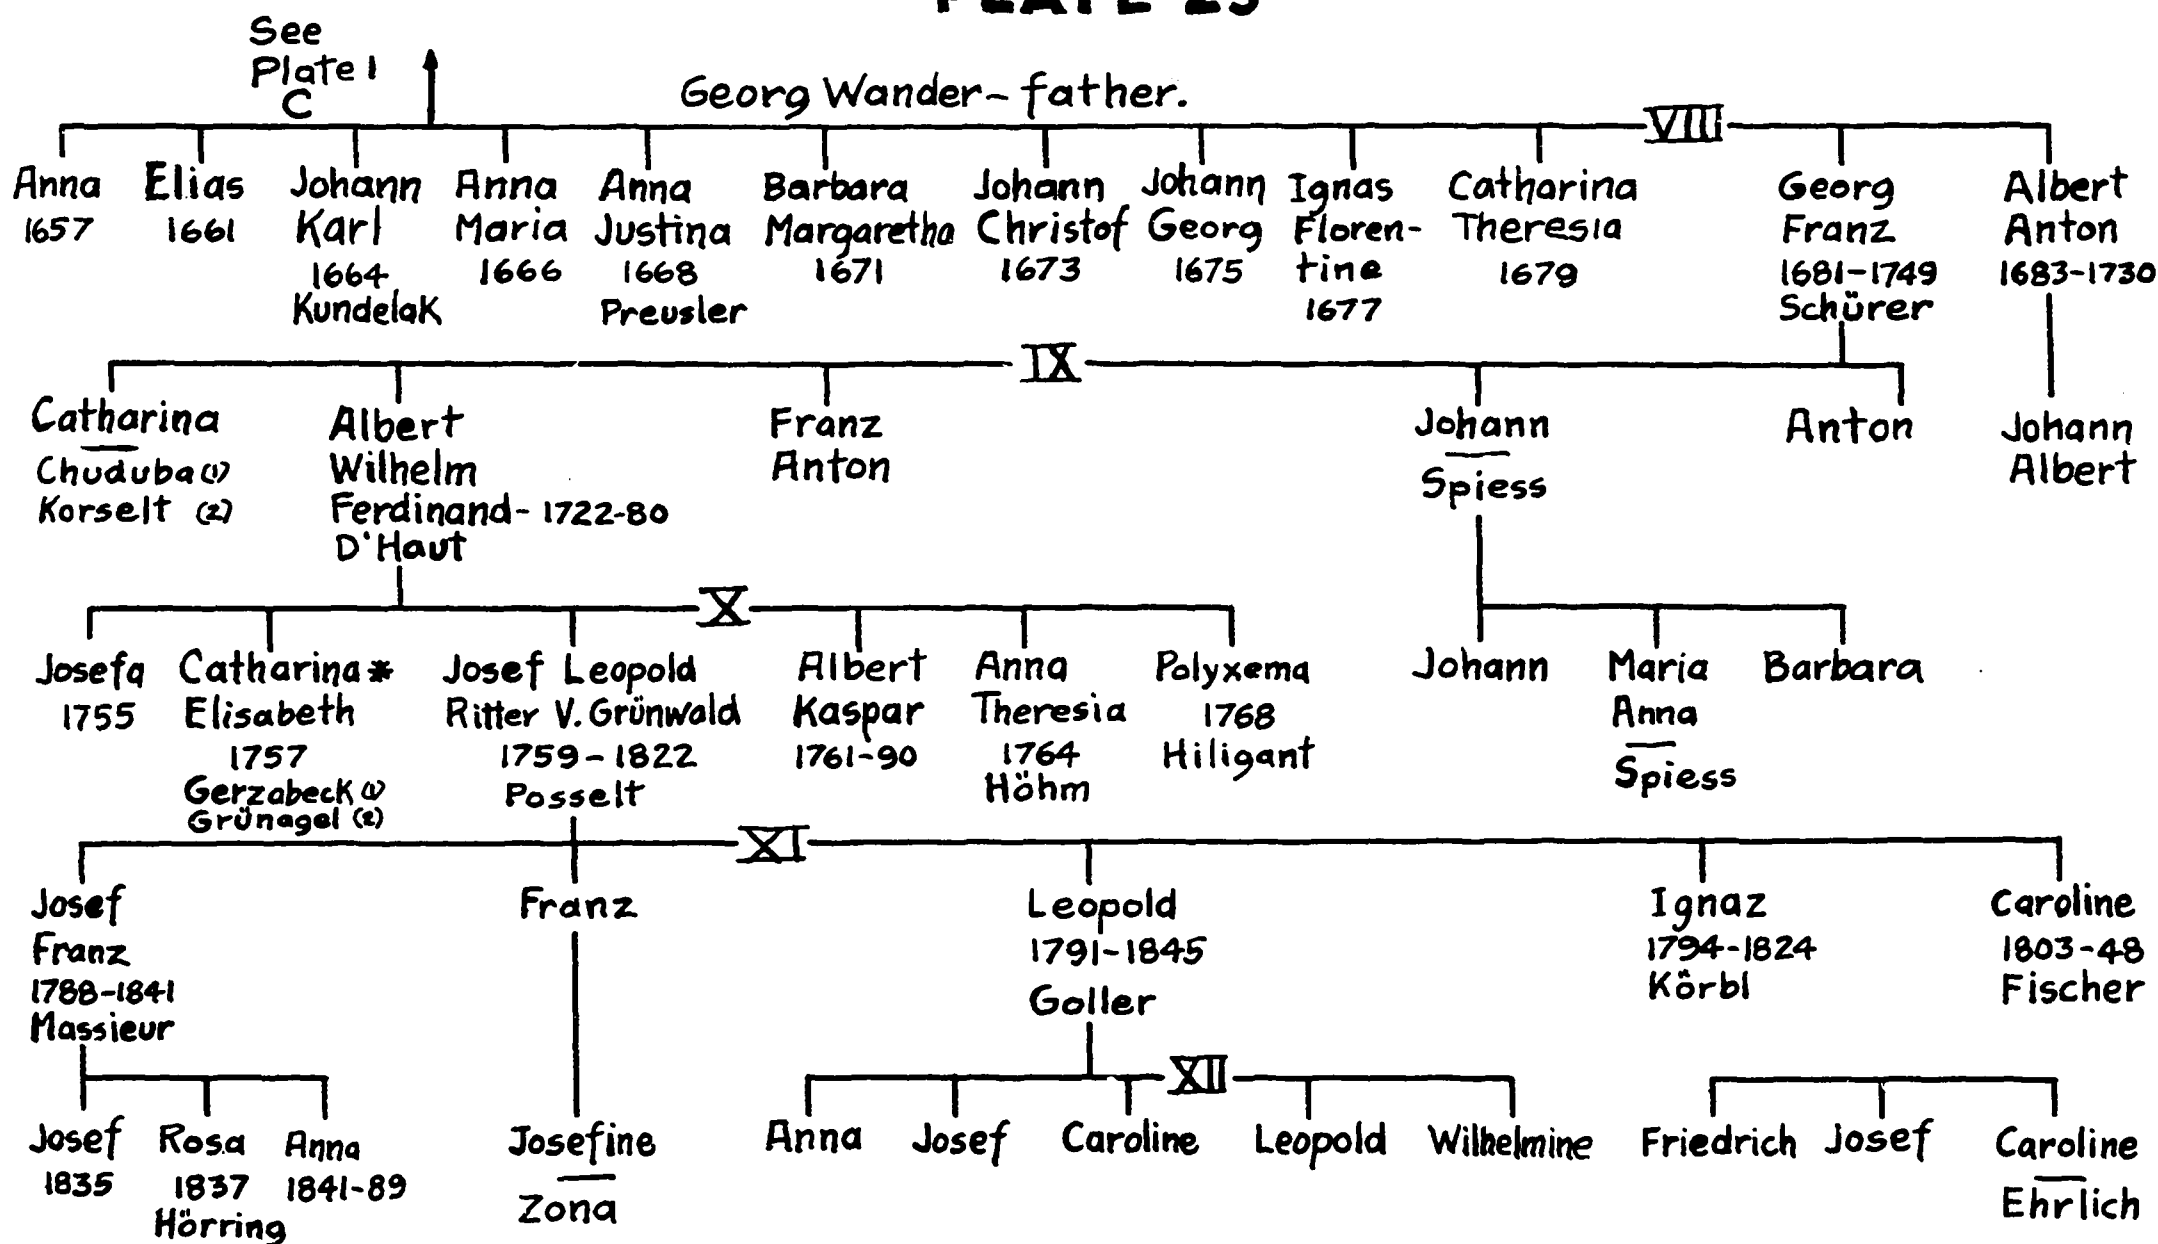 PLATE 25
See
Plate 1
C
Georg Wander - father.
VIII
Anna
1657
Elias
1661
Johann
Karl
1664
Kundelak
Anna
Maria
1666
Anna
Justina
1668
Preusler
Barbara
Margaretha
1671
Johann
Christof
1673
Johann
Georg
1675
Ignas
Floren-
tine
1677
Catharina
Theresia
1679
Georg
Franz
1681-1749
Schürer
Albert
Anton
1683-1730
IX
Catharina
Chuduba (1)
Korselt (2)
Albert
Wilhelm
Ferdinand - 1722-80
D'Haut
Franz
Anton
Johann
Spiess
Anton
Johann
Albert
X
Josefa
1755
Catharina*
Elisabeth
1757
Gerzabeck (1)
Grünagel (2)
Josef Leopold
Ritter V. Grünwald
1759-1822
Posselt
Albert
Kaspar
1761-90
Anna
Theresia
1764
Höhm
Polyxema
1768
Hiligant
Johann
Maria
Anna
Spiess
Barbara
XI
Josef
Franz
1788-1841
Massieur
Franz
Leopold
1791-1845
Goller
Ignaz
1794-1824
Körbl
Caroline
1803-48
Fischer
XII
Josef
1835
Rosa
1837
Hörring
Anna
1841-89
Josefine
Zona
Anna
Josef
Caroline
Leopold
Wilhelmine
Friedrich
Josef
Caroline
Ehrlich